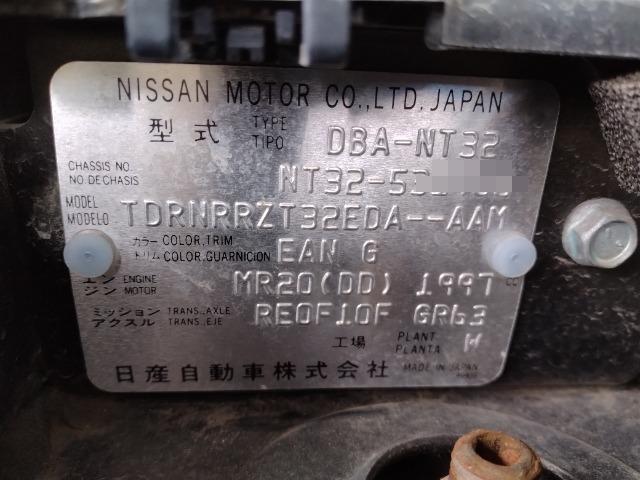 NISSAN MOTOR CO.,LTD. JAPAN
型式 TYPE TIPO DBA-NT32
CHASSIS NO. NO.DE CHASIS NT32-5
MODEL MODELO TDRNRRZT32EDA--AAM
カラー COLOR,TRIM
トリム COLOR,GUARNICION EAN G
エンジン ENGINE MOTOR MR20(DD) 1997 cc
ミッション TRANS.,AXLE
アクスル TRANS.,EJE RE0F10F GR63
工場 PLANT PLANTA W
日産自動車株式会社 MADE IN JAPAN